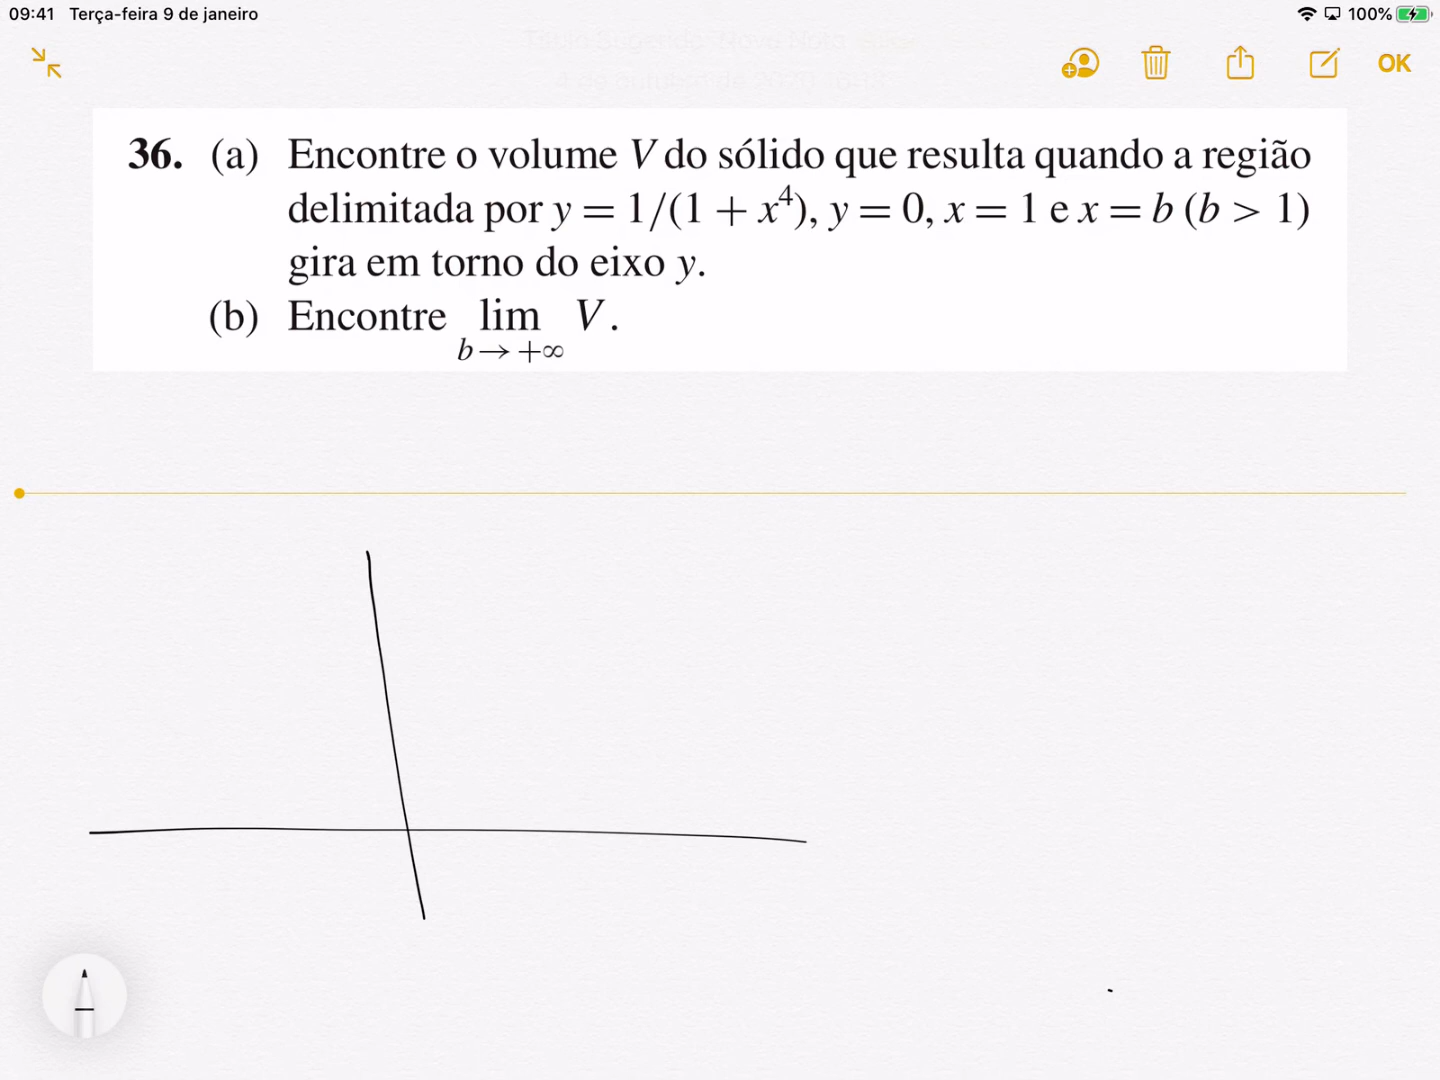 09:41 Terça-feira 9 de janeiro
100%
OK
36. (a) Encontre o volume V do sólido que resulta quando a região
delimitada por y = 1/(1 + x⁴), y = 0, x = 1 e x = b (b > 1)
gira em torno do eixo y.
(b) Encontre lim V.
b → +∞